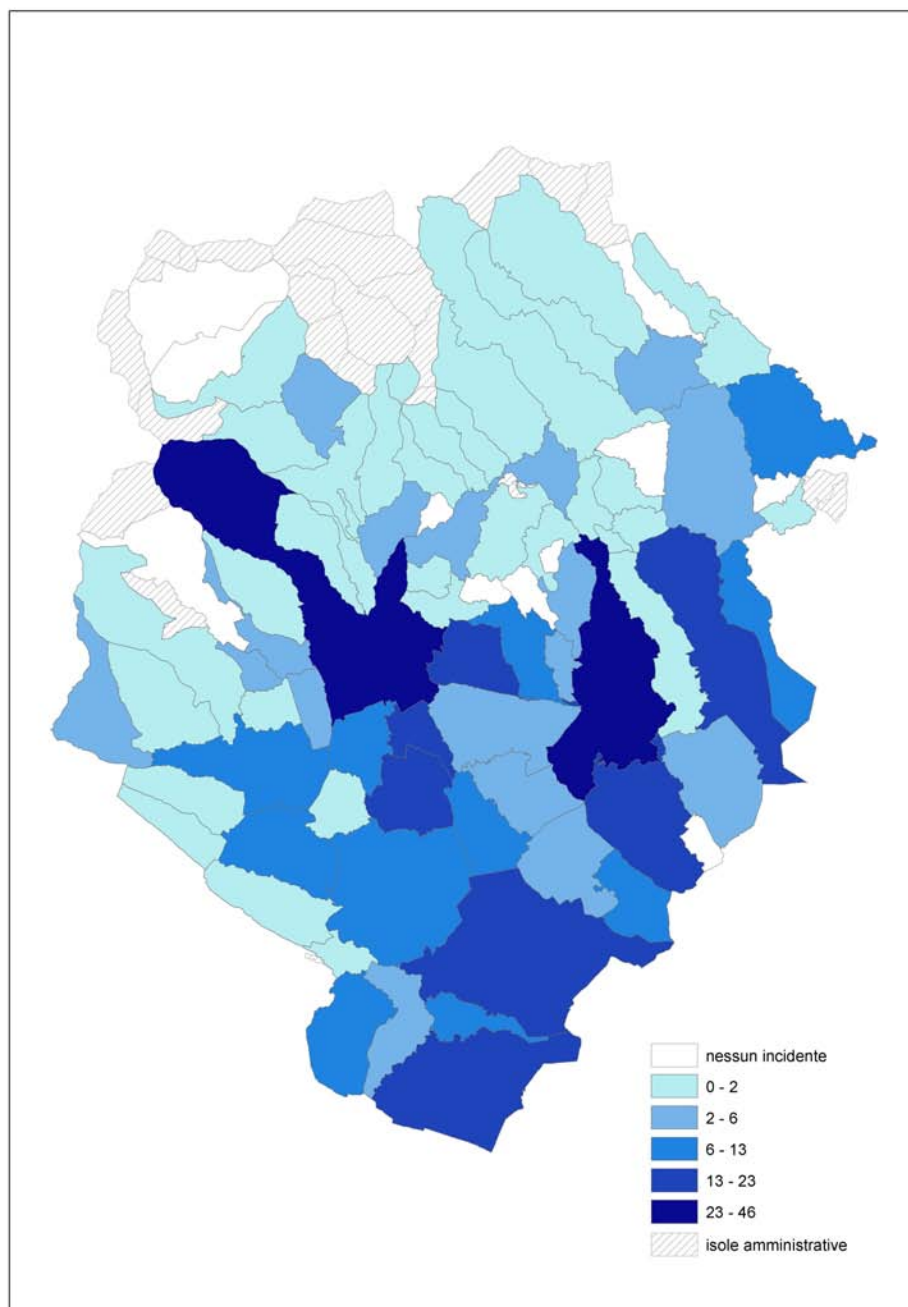 nessun incidente
0 - 2
2 - 6
6 - 13
13 - 23
23 - 46
isole amministrative